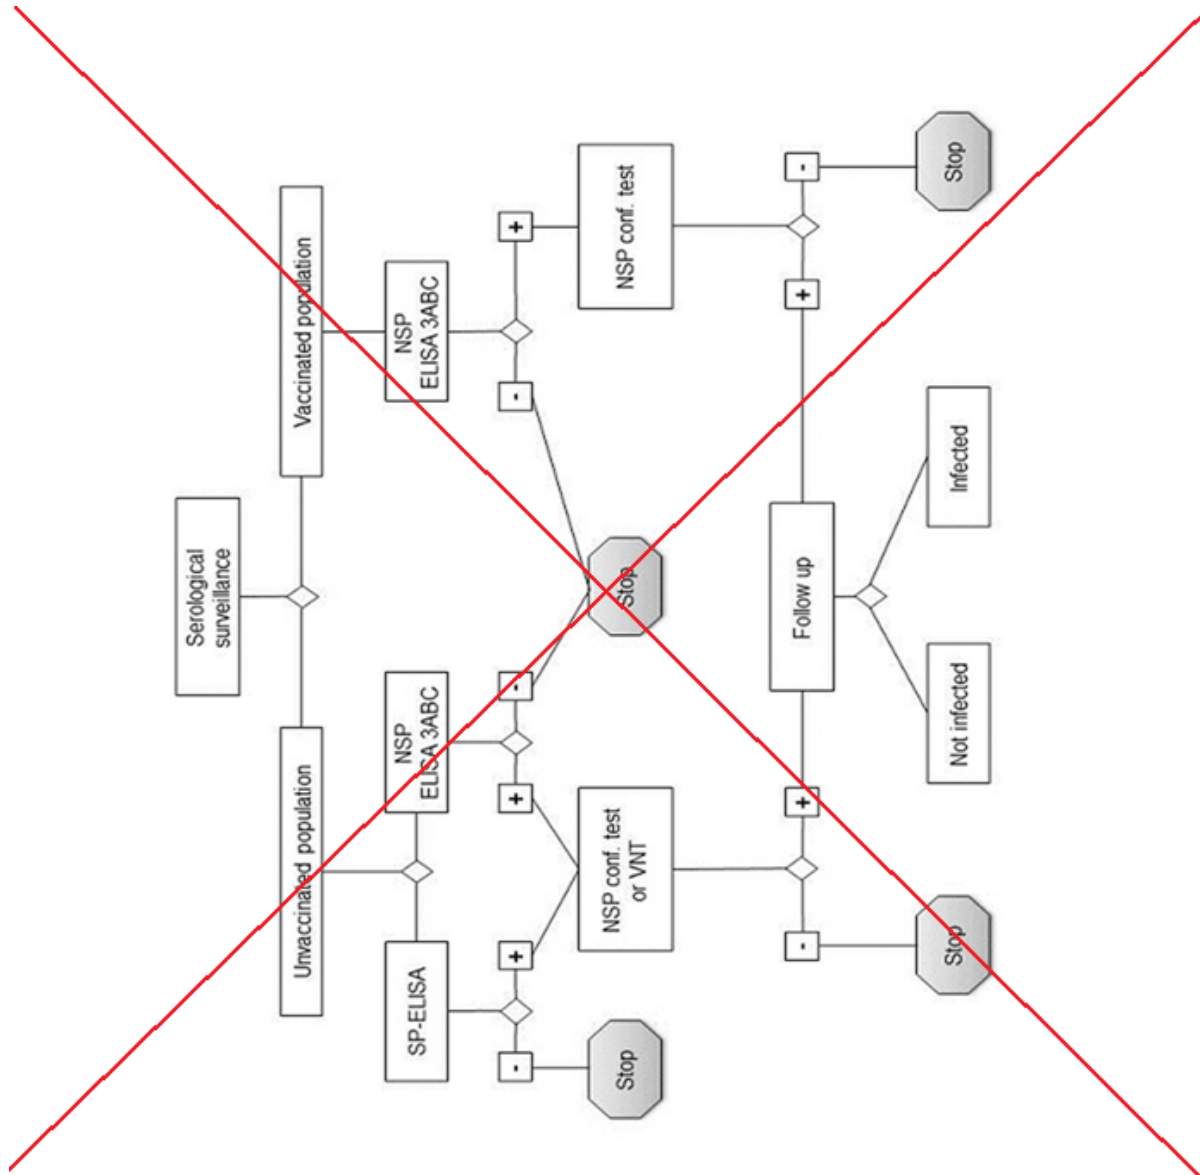 Serological
surveillance
Unvaccinated population
Vaccinated population
SP-ELISA
NSP
ELISA 3ABC
NSP
ELISA 3ABC
-
+
+
-
-
+
Stop
NSP conf. test
or VNT
Stop
NSP conf. test
-
+
+
-
Stop
Follow up
Stop
Not infected
Infected